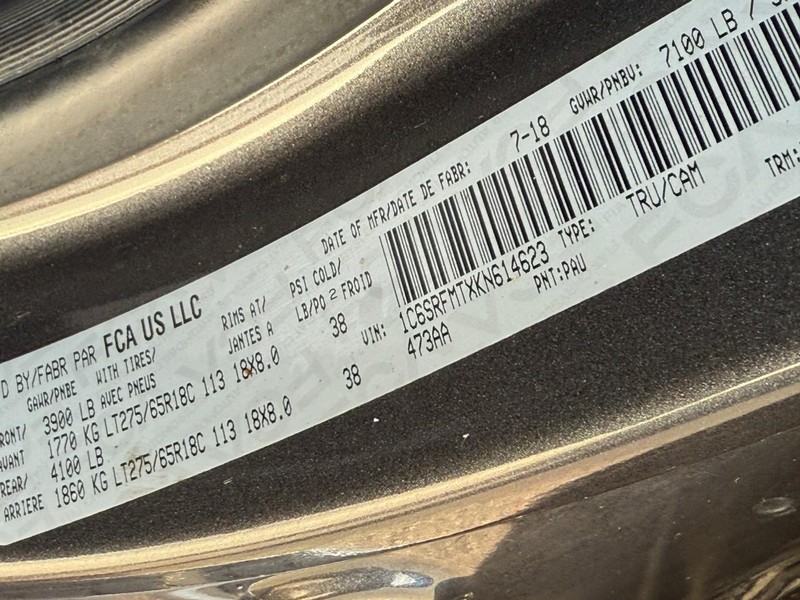 D BY/FABR PAR FCA US LLC DATE OF MFR/DATE DE FABR: 7-18 GVWR/PNBV: 7100 LB /
GAWR/PNBE WITH TIRES/ RIMS AT/ PSI COLD/
AVEC PNEUS JANTES A LB/PO2 FROID
FRONT/ 3900 LB
AVANT 1770 KG LT275/65R18C 113 18X8.0 38
REAR/ 4100 LB
ARRIERE 1860 KG LT275/65R18C 113 18X8.0 38
VIN: 1C6SRFMTXKN614623 TYPE: TRU/CAM
473AA PNT:PAU TRM: